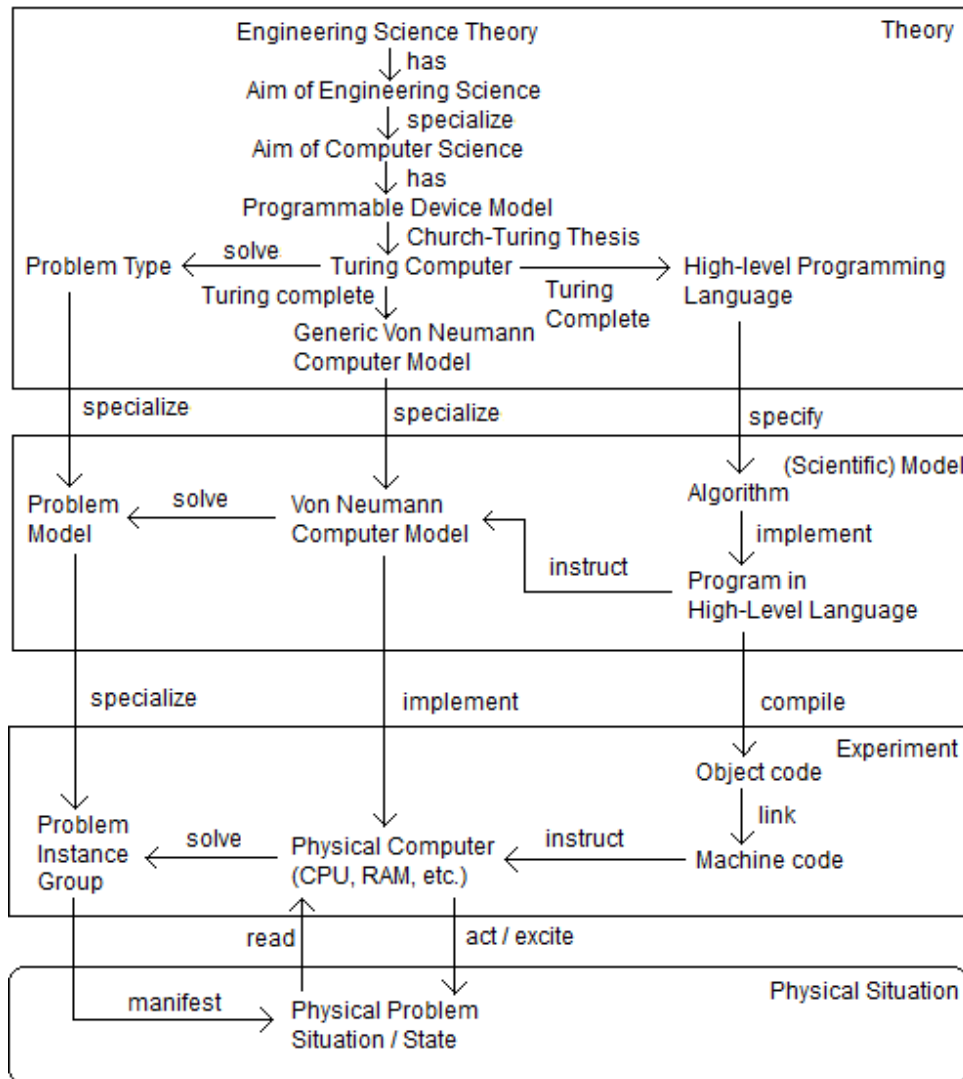 Engineering Science Theory
Theory
has
Aim of Engineering Science
specialize
Aim of Computer Science
has
Programmable Device Model
Church-Turing Thesis
Problem Type
solve
Turing Computer
High-level Programming
Language
Turing complete
Turing
Complete
Generic Von Neumann
Computer Model
specialize
specialize
specify
(Scientific) Model
Problem
Model
solve
Von Neumann
Computer Model
Algorithm
implement
instruct
Program in
High-Level Language
specialize
implement
compile
Experiment
Object code
link
Problem
Instance
Group
solve
Physical Computer
(CPU, RAM, etc.)
instruct
Machine code
read
act / excite
Physical Situation
manifest
Physical Problem
Situation / State